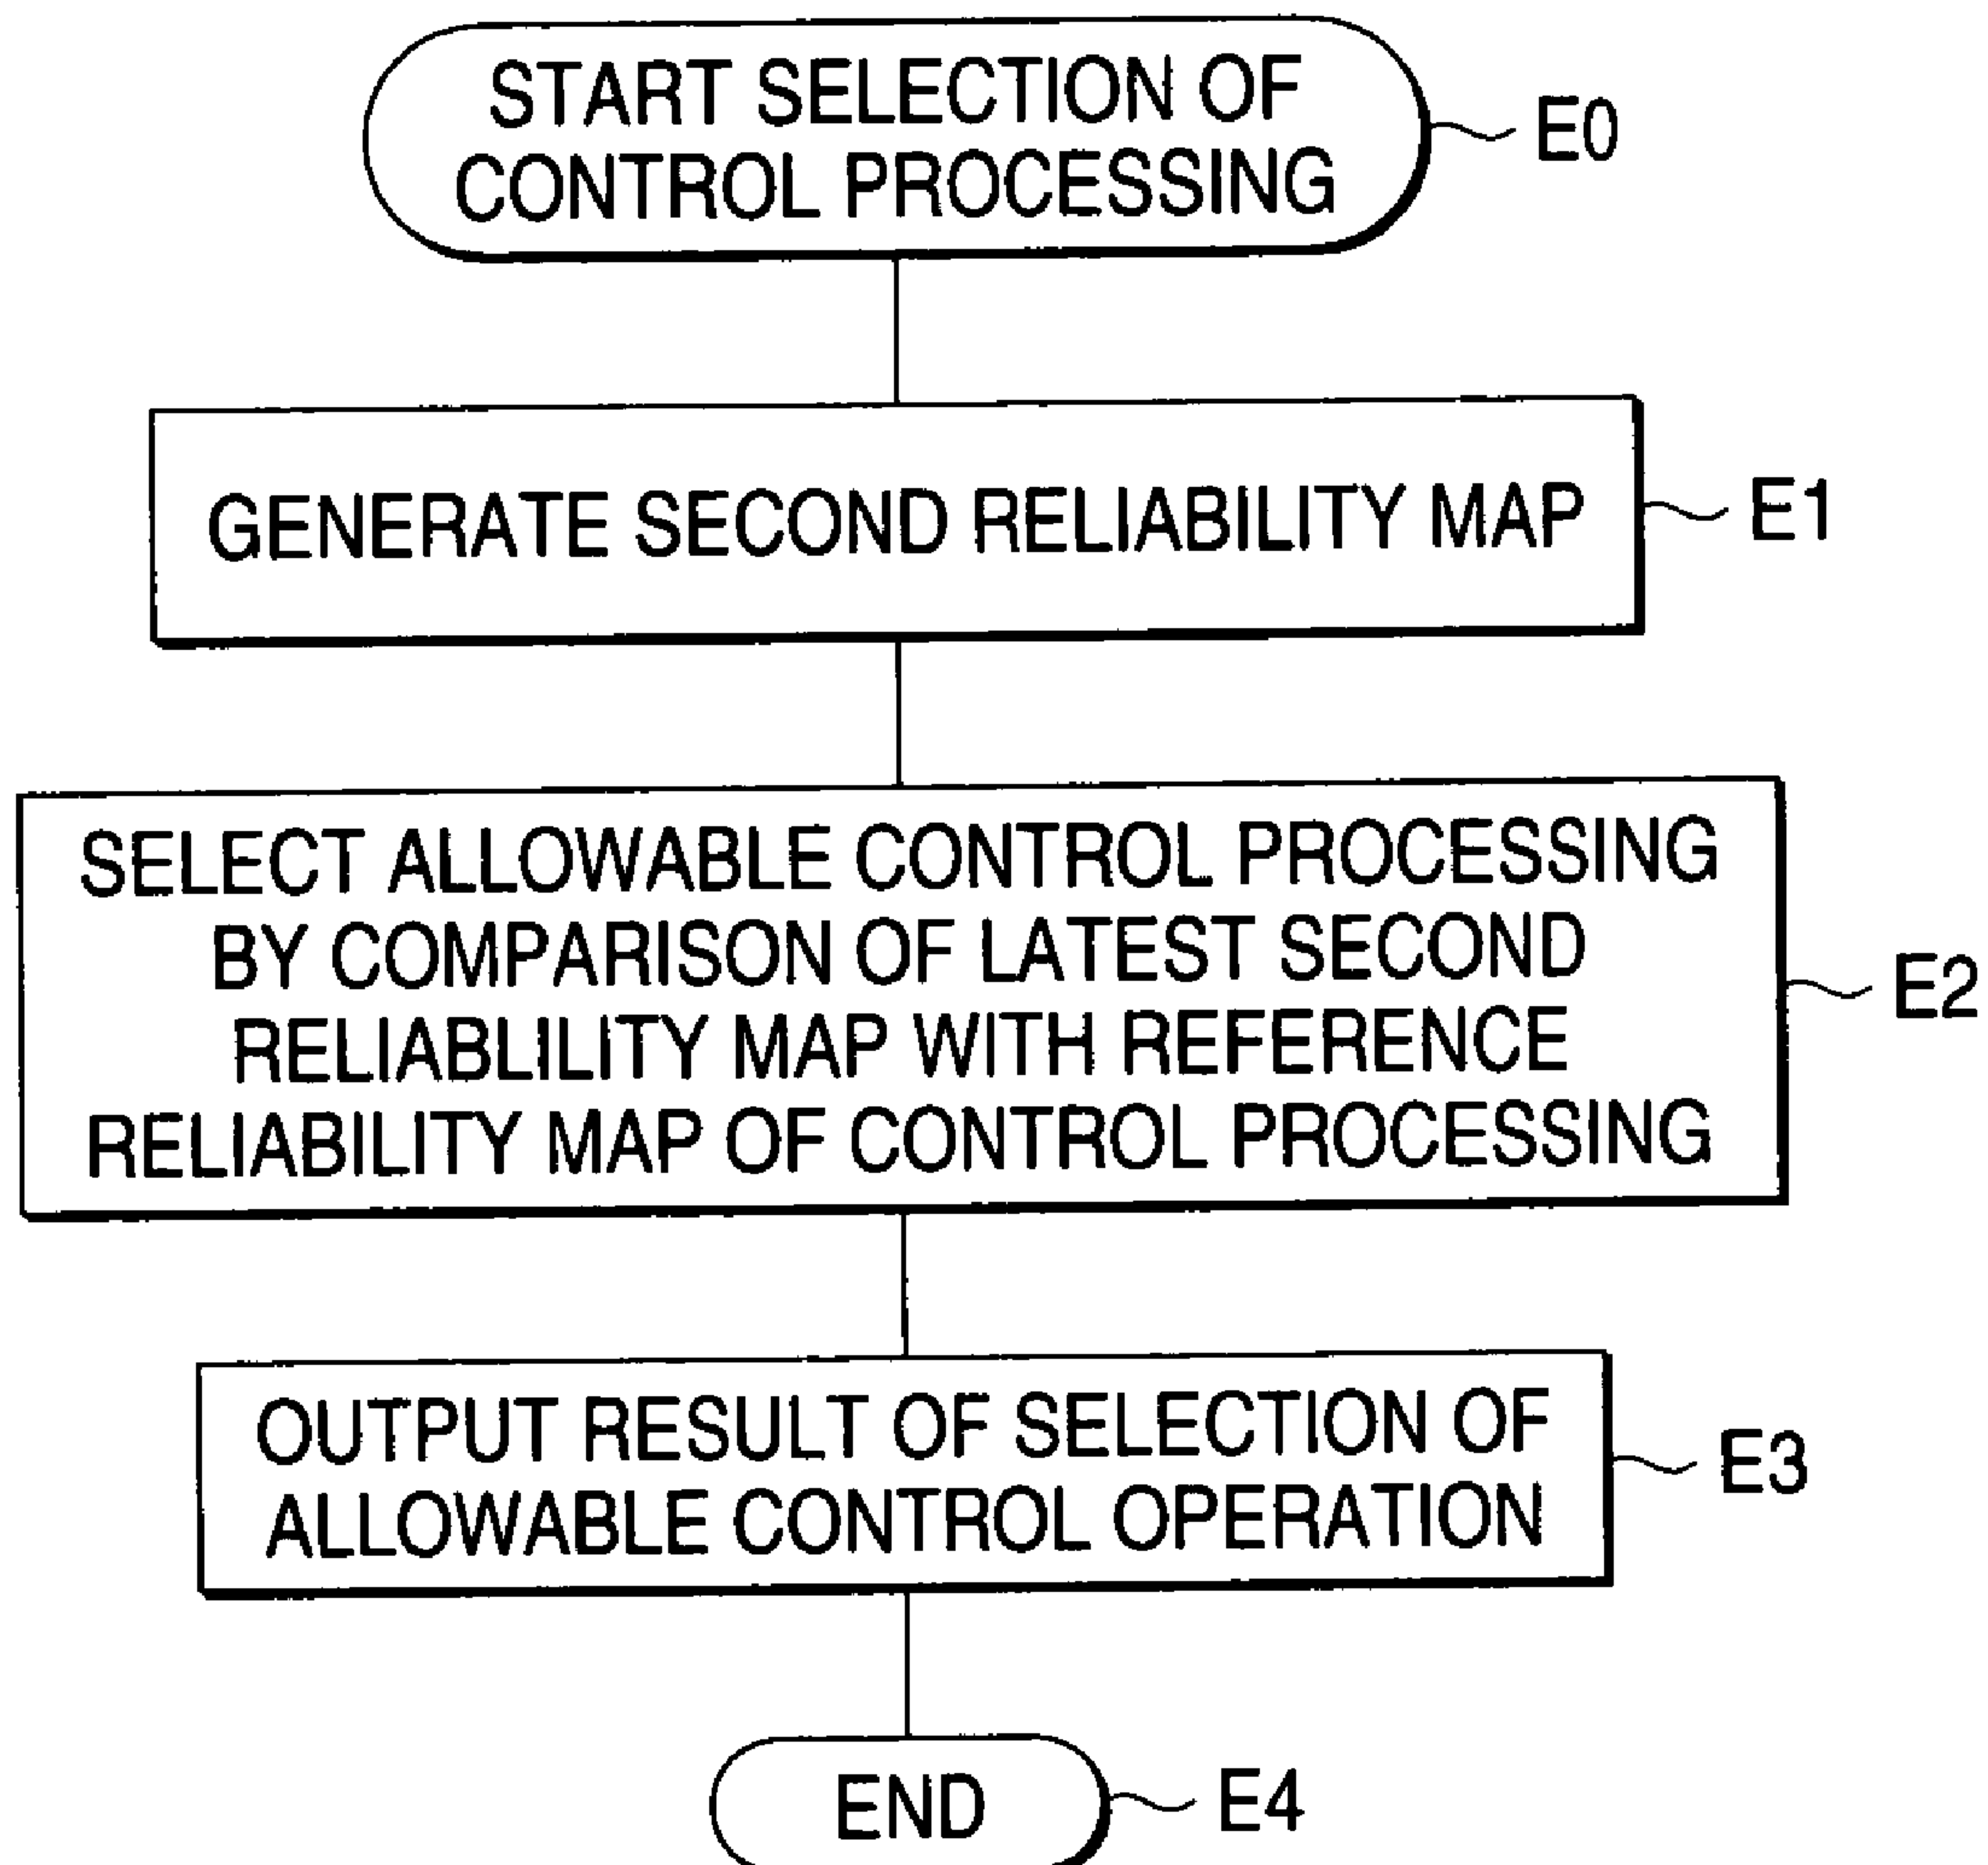 START SELECTION OF
CONTROL PROCESSING
E0
GENERATE SECOND RELIABILITY MAP
E1
SELECT ALLOWABLE CONTROL PROCESSING
BY COMPARISON OF LATEST SECOND
RELIABLILITY MAP WITH REFERENCE
RELIABILITY MAP OF CONTROL PROCESSING
E2
OUTPUT RESULT OF SELECTION OF
ALLOWABLE CONTROL OPERATION
E3
END
E4